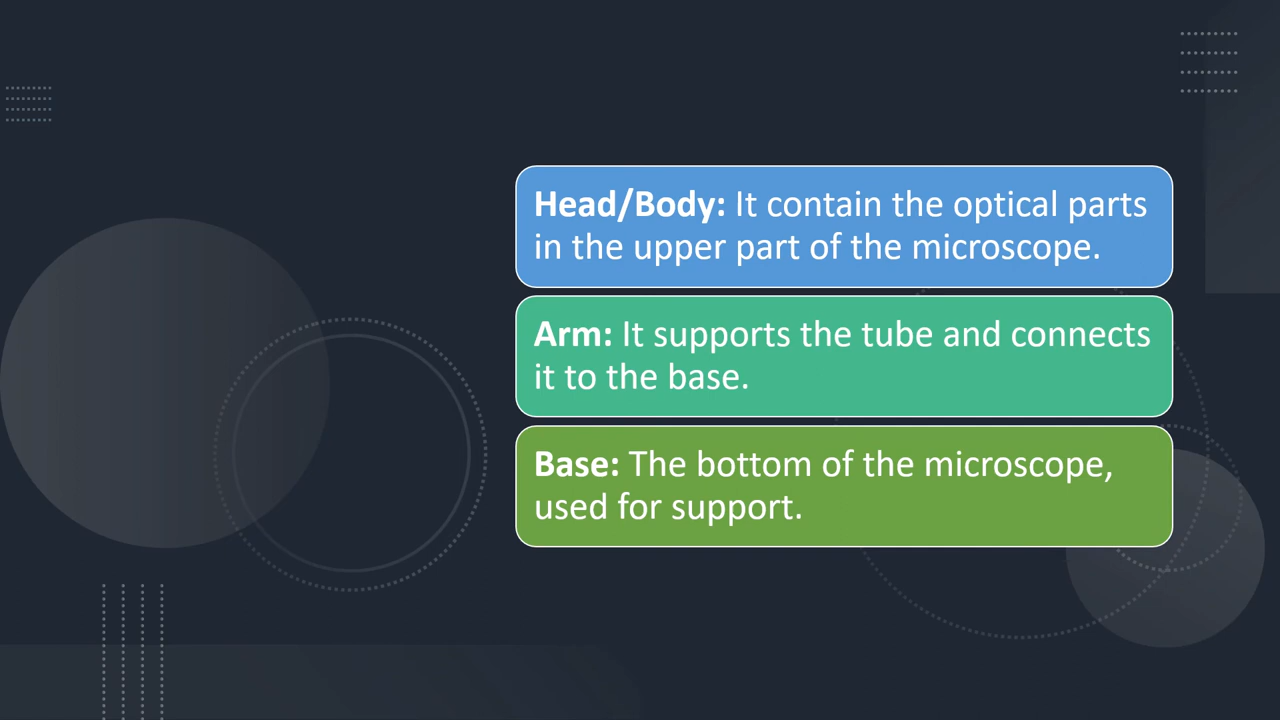 Head/Body: It contain the optical parts
in the upper part of the microscope.
Arm: It supports the tube and connects
it to the base.
Base: The bottom of the microscope,
used for support.